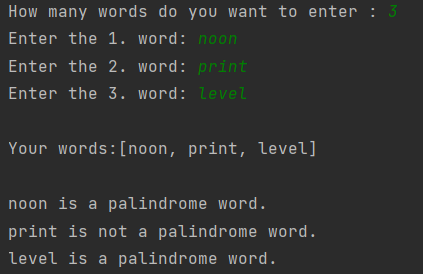 How many words do you want to enter : 3
Enter the 1. word: noon
Enter the 2. word: print
Enter the 3. word: level
Your words:[noon, print, level]
noon is a palindrome word.
print is not a palindrome word.
level is a palindrome word.